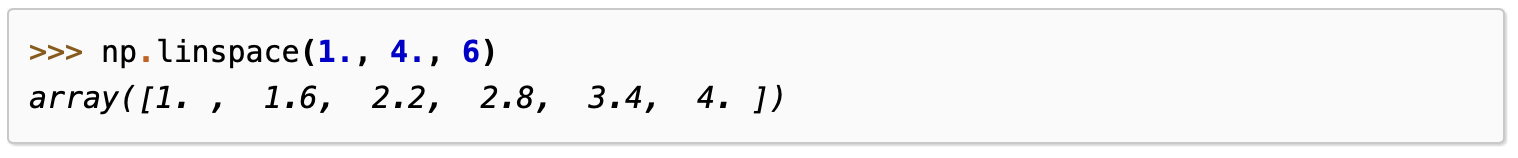 >>> np.linspace(1., 4., 6)
array([1. ,  1.6,  2.2,  2.8,  3.4,  4. ])